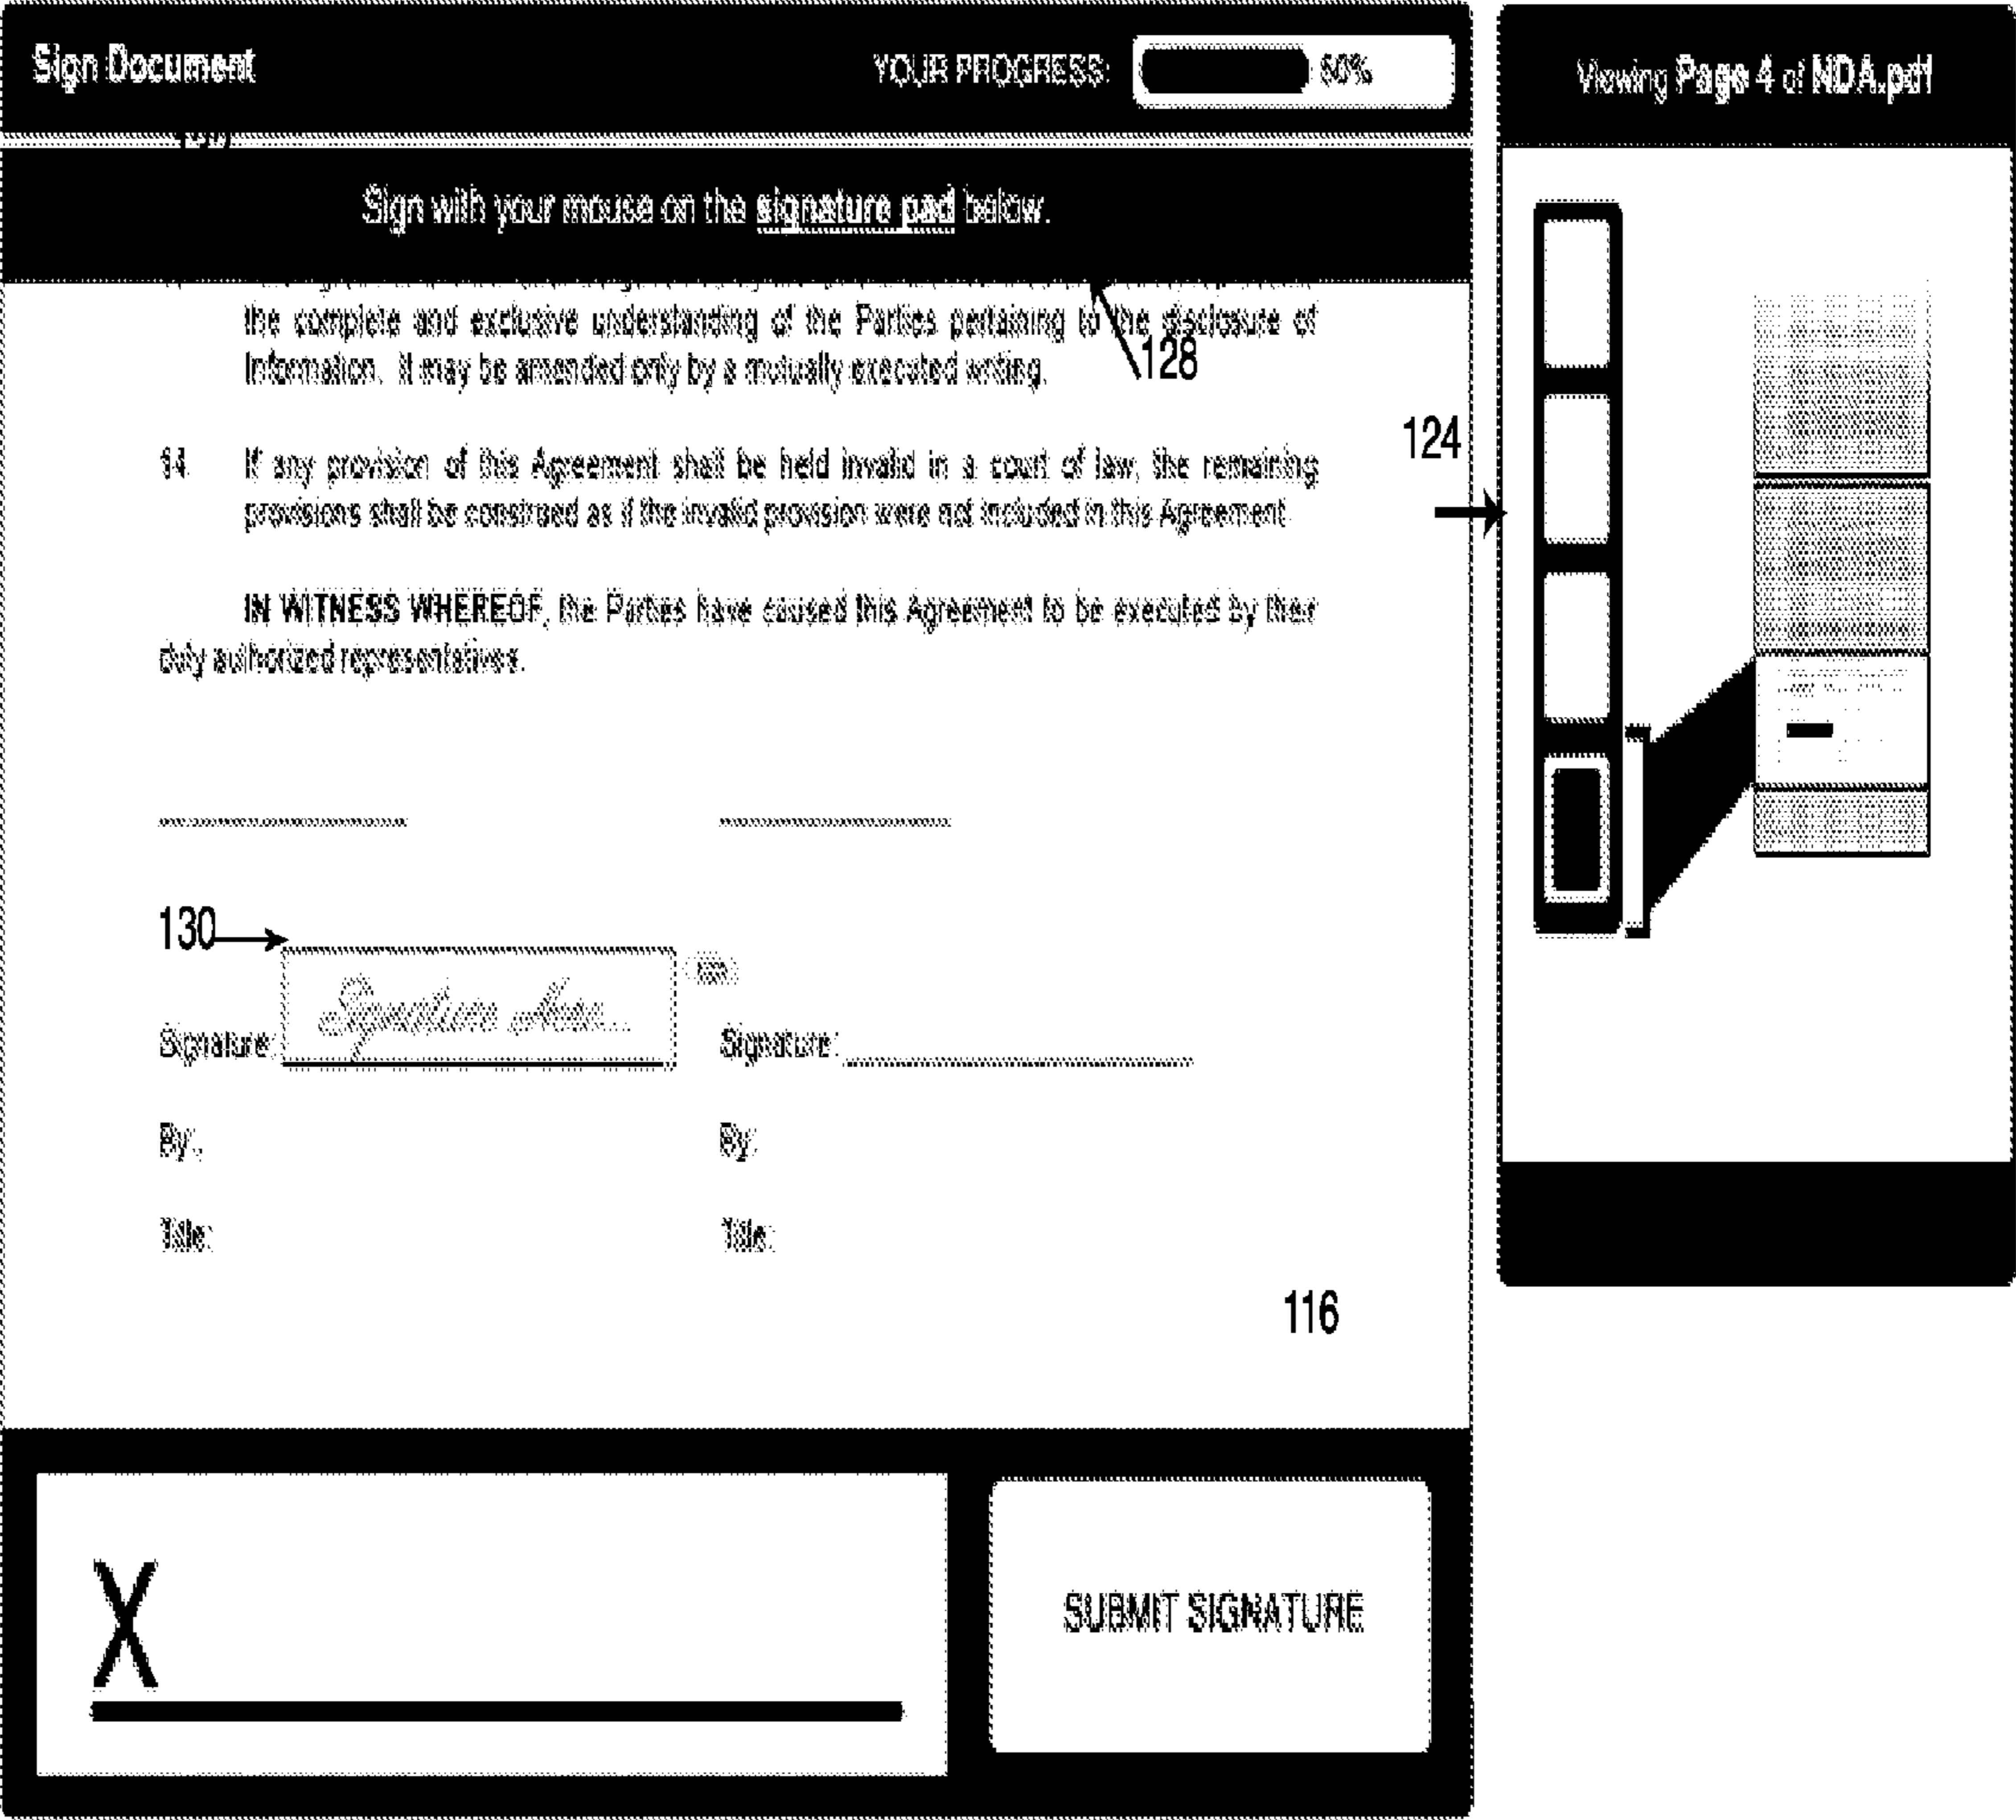 Sign Document
YOUR PROGRESS:
Viewing Page 4 of NDA.pdf
Sign with your mouse on the signature pad below.
the complete and exclusive understanding of the Parties pertaining to the disclosure of
Information. It may be amended only by a mutually executed writing.
128
124
14. If any provision of this Agreement shall be held invalid in a court of law, the remaining
provisions shall be construed as if the invalid provision were not included in this Agreement.
IN WITNESS WHEREOF, the Parties have caused this Agreement to be executed by their
duly authorized representatives.
130
Signature Here...
Signature: Signature:
By: By:
Title: Title:
116
X
SUBMIT SIGNATURE